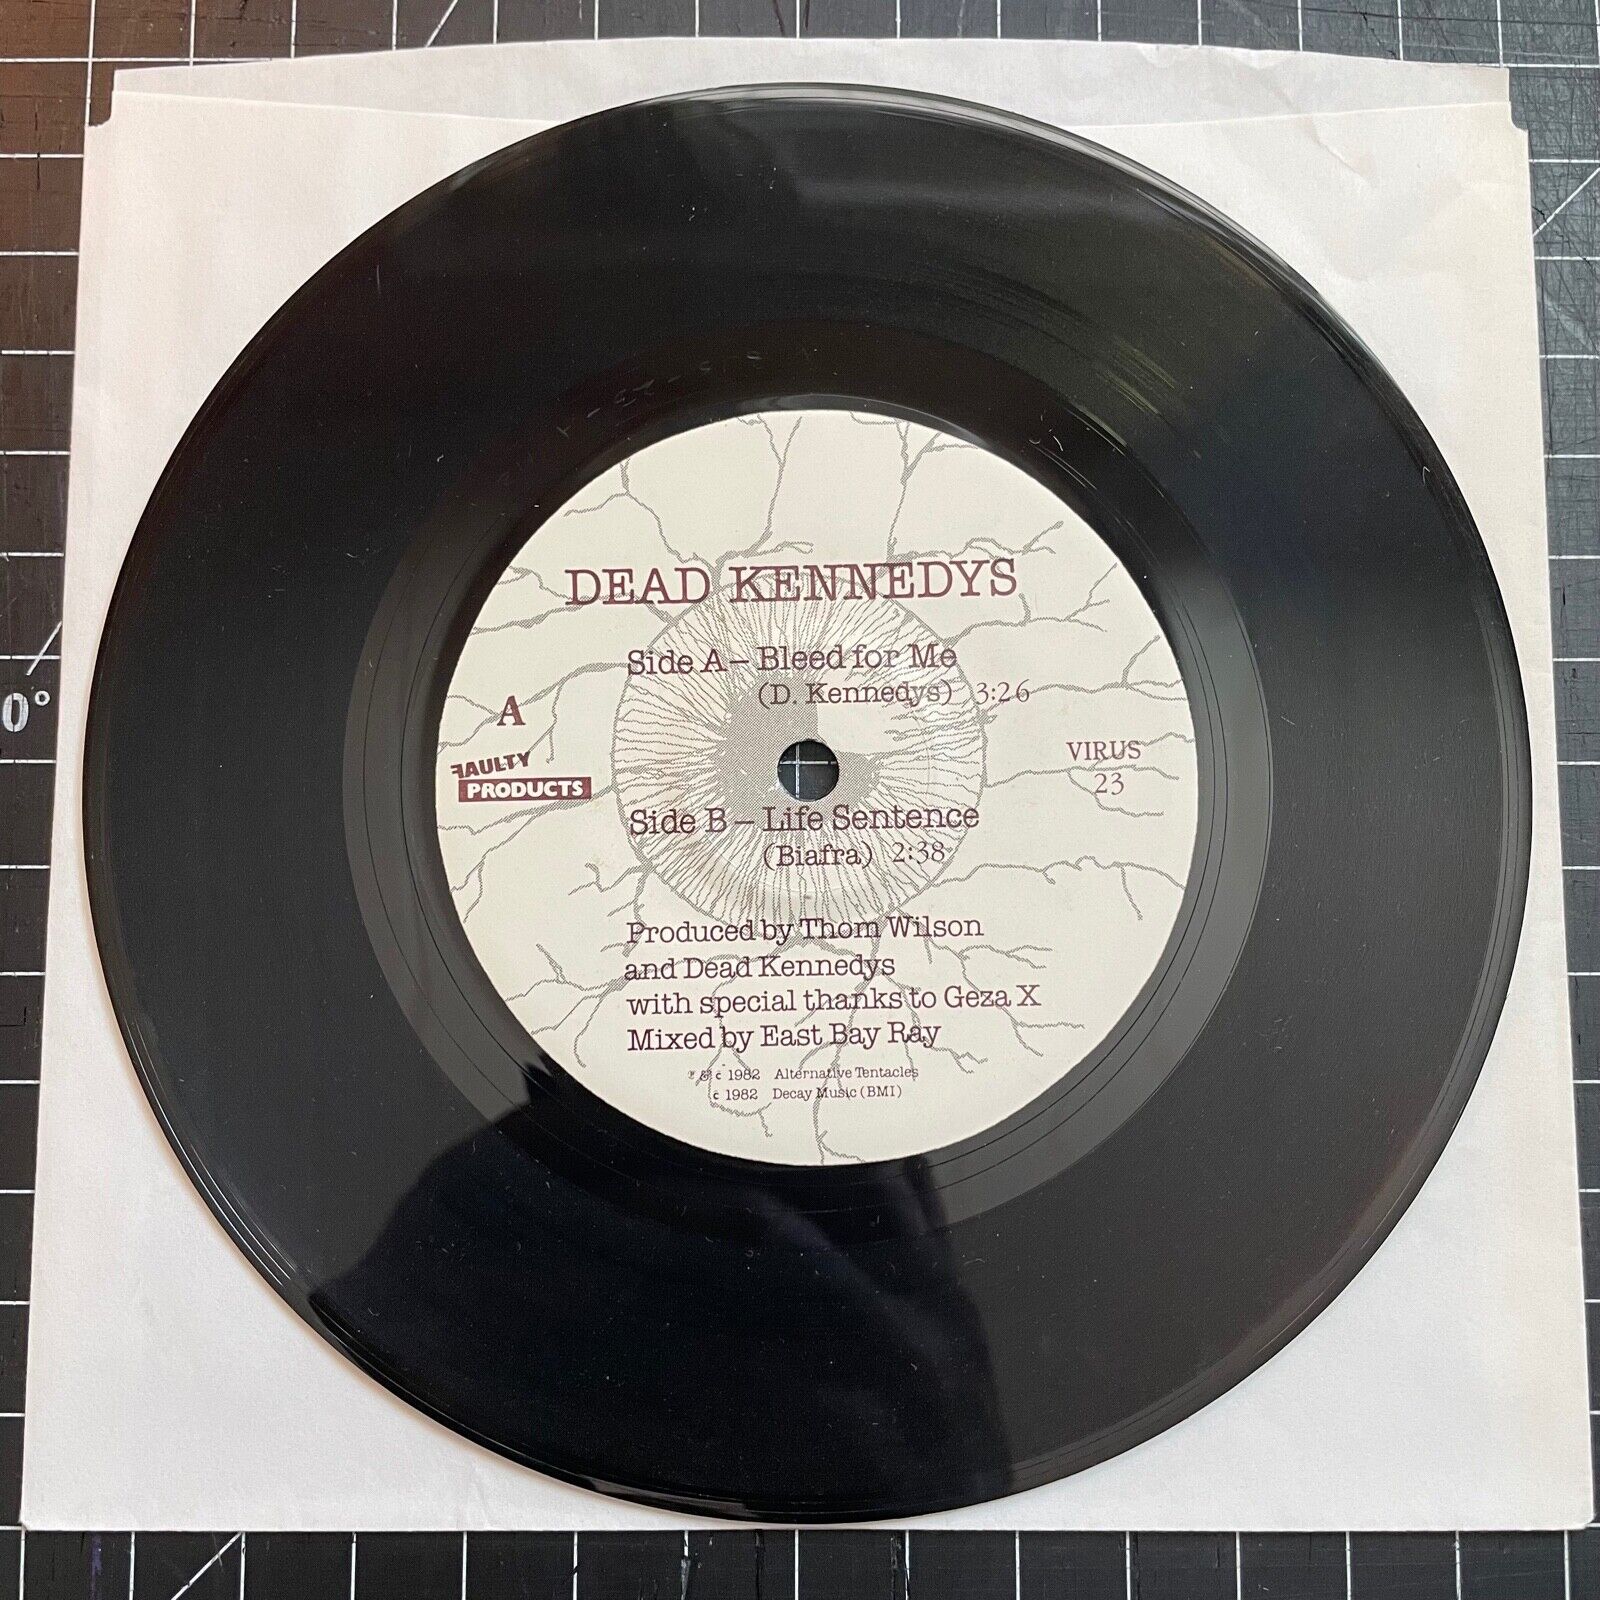 DEAD KENNEDYS
Side A – Bleed for Me
(D. Kennedys) 3:26
A
FAULTY
PRODUCTS
VIRUS
23
Side B – Life Sentence
(Biafra) 2:38
Produced by Thom Wilson
and Dead Kennedys
with special thanks to Geza X
Mixed by East Bay Ray
℗ & © 1982 Alternative Tentacles
© 1982 Decay Music (BMI)
0°